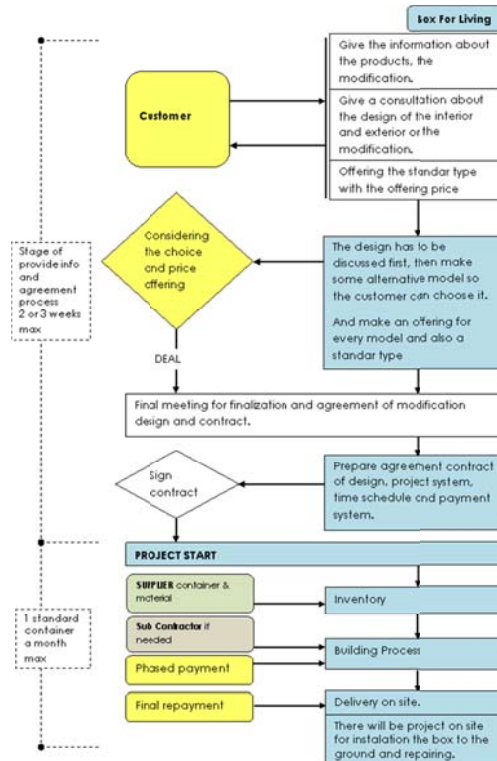 Box For Living
Give the information about
the products, the
modification.
Customer
Give a consultation about
the design of the interior
and exterior or the
modification.
Offering the standar type
with the offering price
Considering
the choice
and price
offering
The design has to be
discussed first, then make
some alternative model so
the customer can choose it.
And make an offering for
every model and also a
standar type
Stage of
provide info
and
agreement
process
2 or 3 weeks
max
DEAL
Final meeting for finalization and agreement of modification
design and contract.
Sign
contract
Prepare agreement contract
of design, project system,
time schedule and payment
system.
PROJECT START
SUPPLIER container &
material
Inventory
1 standard
container
a month
max
Sub Contractor if
needed
Building Process
Phased payment
Final repayment
Delivery on site.
There will be project on site
for instalation the box to the
ground and repairing.